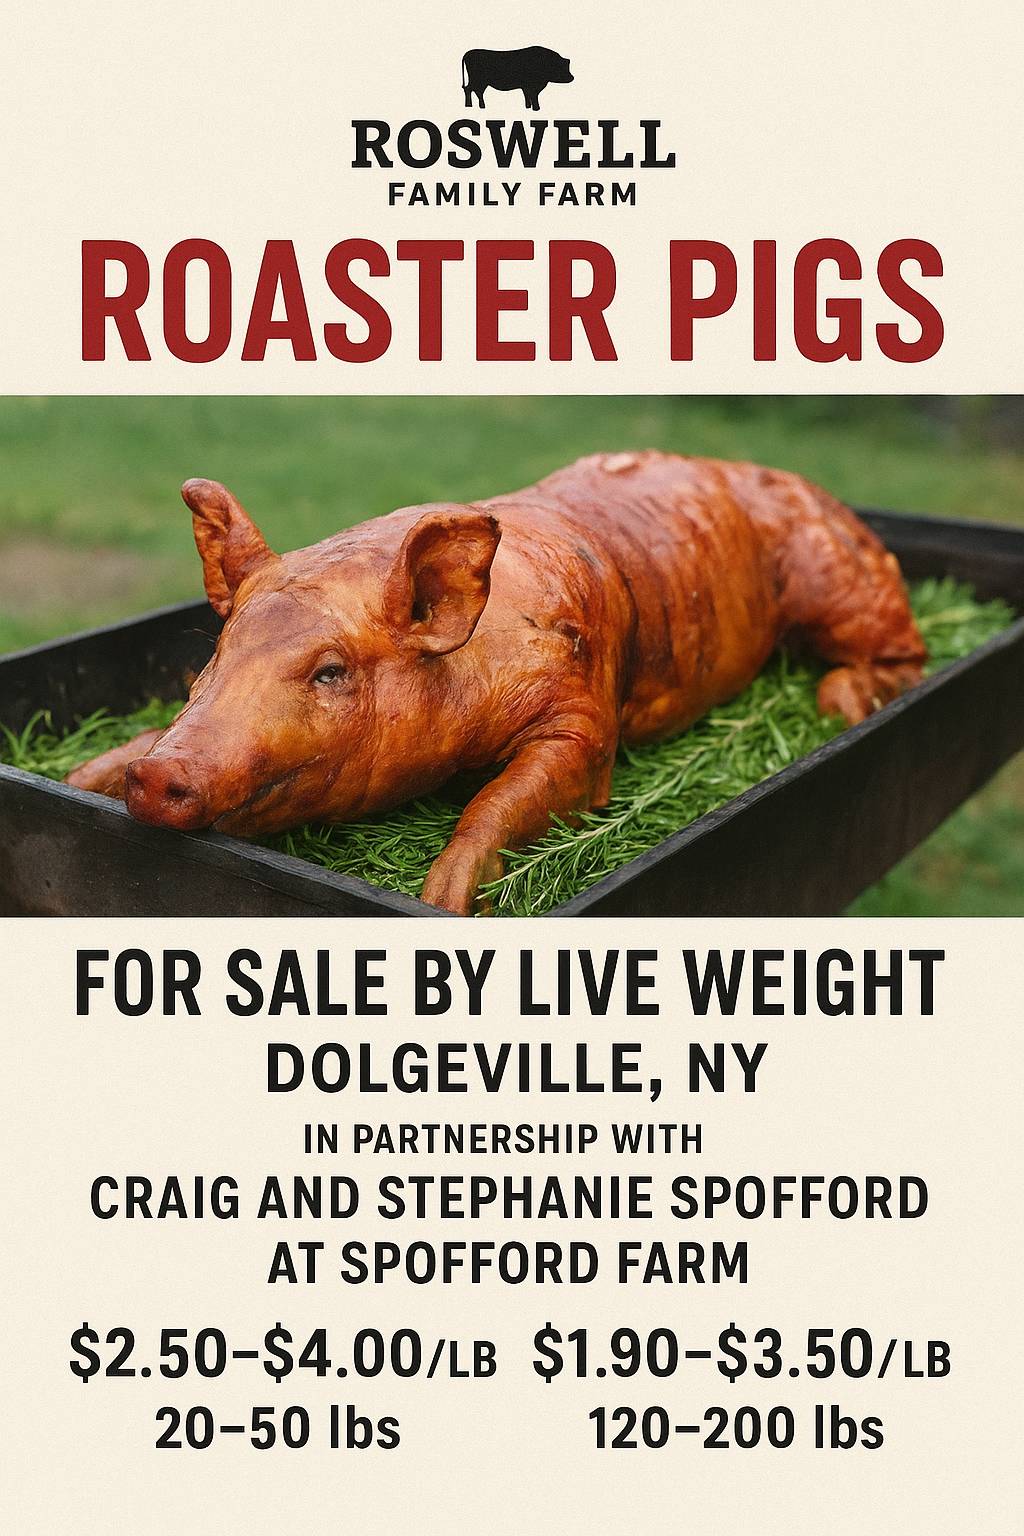 ROSWELL
FAMILY FARM
ROASTER PIGS
FOR SALE BY LIVE WEIGHT
DOLGEVILLE, NY
IN PARTNERSHIP WITH
CRAIG AND STEPHANIE SPOFFORD
AT SPOFFORD FARM
$2.50–$4.00/LB $1.90–$3.50/LB
20–50 lbs 120–200 lbs